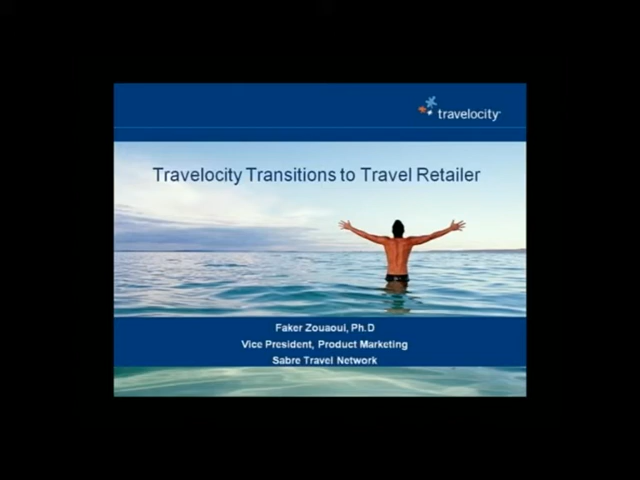 travelocity
Travelocity Transitions to Travel Retailer
Faker Zouaoui, Ph.D
Vice President, Product Marketing
Sabre Travel Network